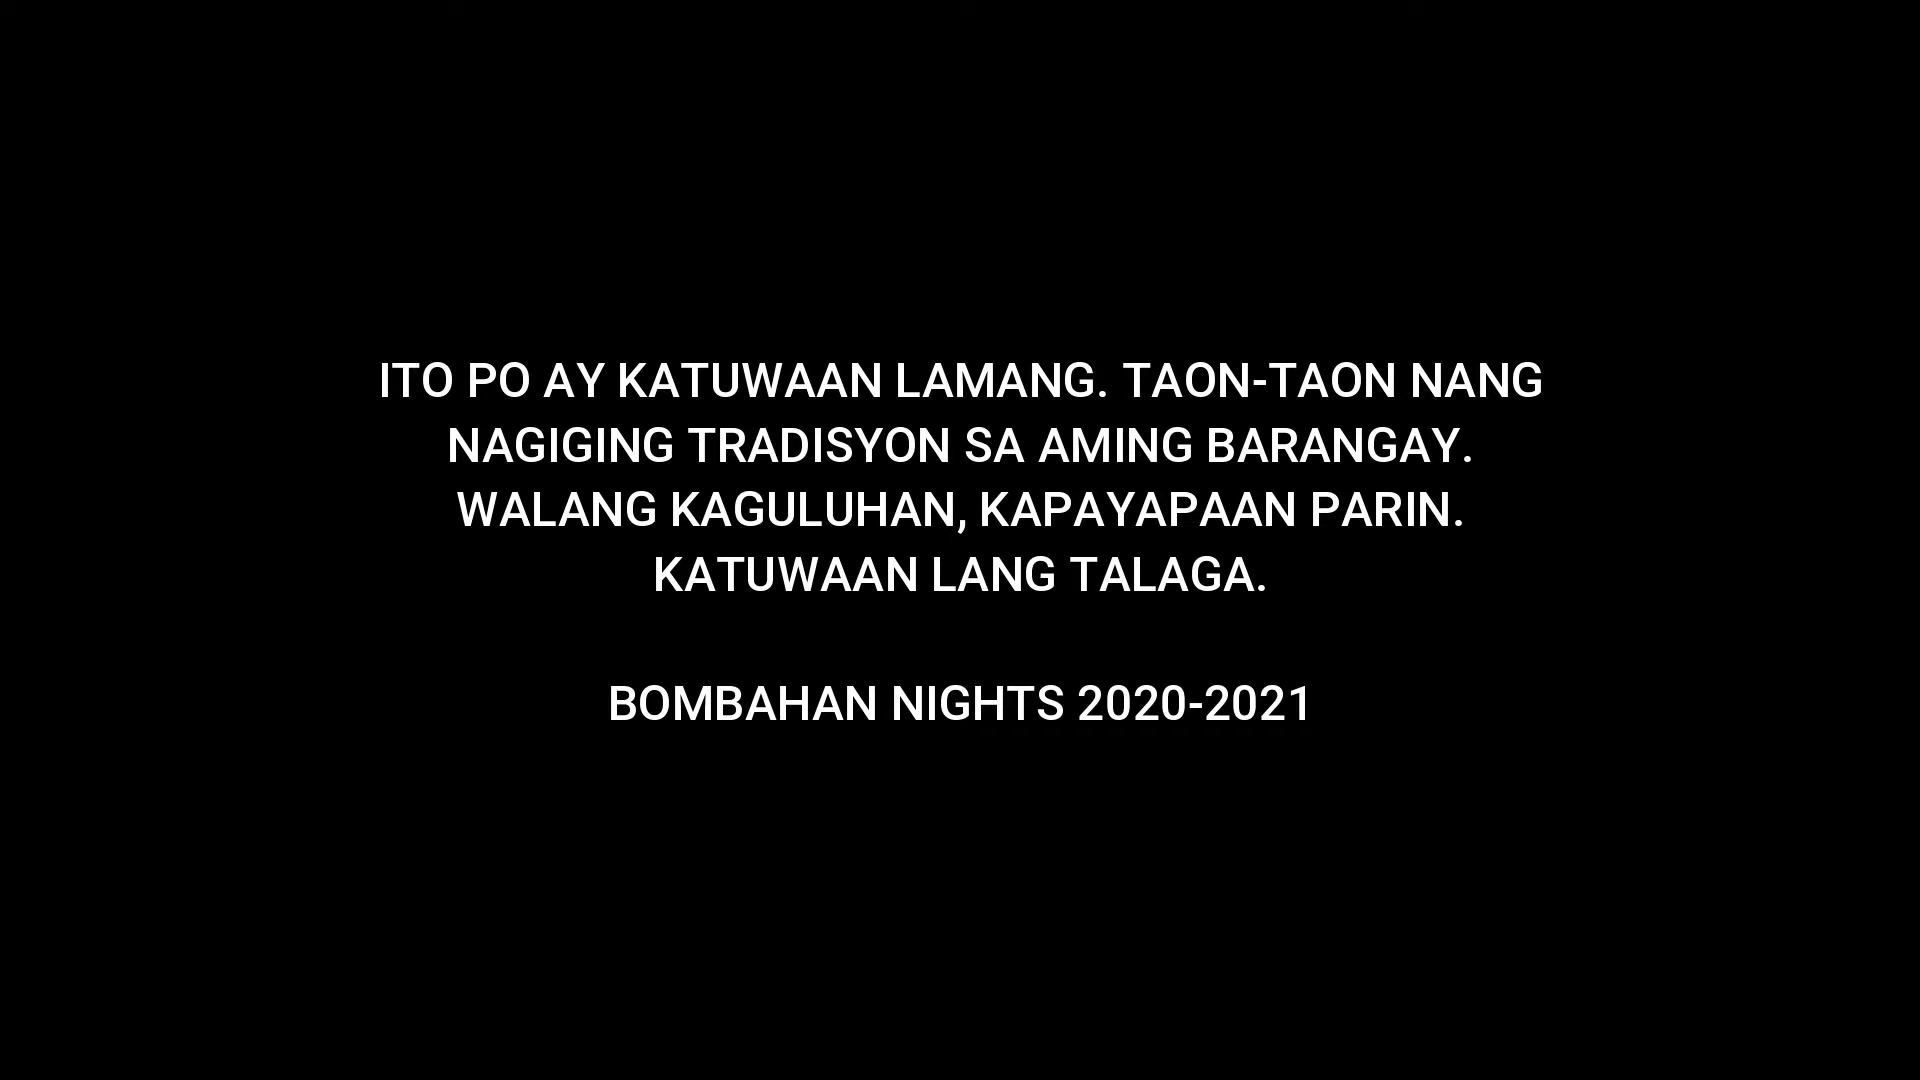 ITO PO AY KATUWAAN LAMANG. TAON-TAON NANG
NAGIGING TRADISYON SA AMING BARANGAY.
WALANG KAGULUHAN, KAPAYAPAAN PARIN.
KATUWAAN LANG TALAGA.
BOMBAHAN NIGHTS 2020-2021